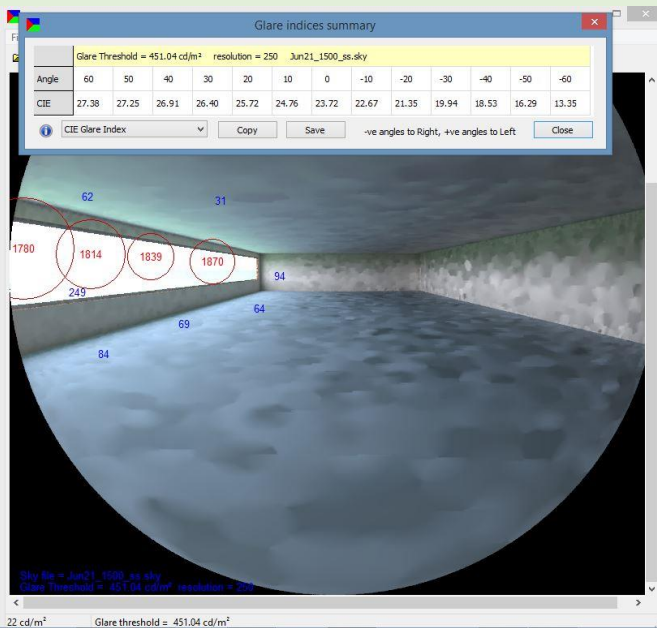 Glare indices summary
Glare Threshold = 451.04 cd/m² resolution = 250 Jun21_1500_ss.sky
Angle 60 50 40 30 20 10 0 -10 -20 -30 -40 -50 -60
CIE 27.38 27.25 26.91 26.40 25.72 24.76 23.72 22.67 21.35 19.94 18.53 16.29 13.35
CIE Glare Index Copy Save -ve angles to Right, +ve angles to Left Close
62
31
1780
1814
1839
1870
94
249
64
69
84
Sky file = Jun21_1500_ss.sky
Glare Threshold = 451.04 cd/m² resolution = 250
22 cd/m² Glare threshold = 451.04 cd/m²